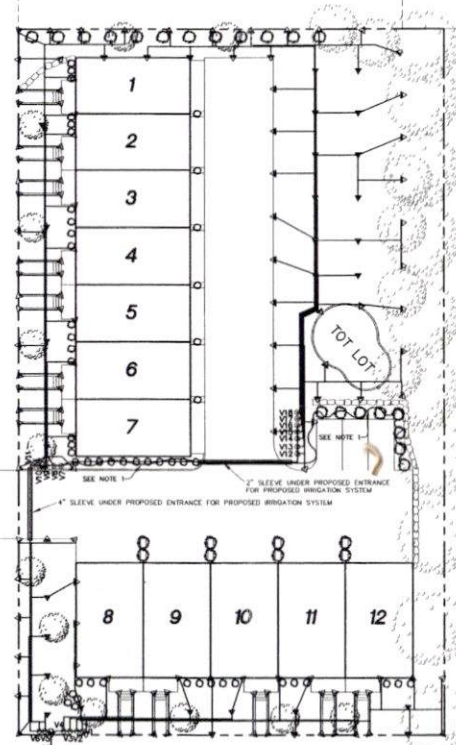 1
2
3
4
5
6
7
TOT LOT
SEE NOTE 1
SEE NOTE 1
2" SLEEVE UNDER PROPOSED ENTRANCE
FOR PROPOSED IRRIGATION SYSTEM
4" SLEEVE UNDER PROPOSED ENTRANCE FOR PROPOSED IRRIGATION SYSTEM
8
9
10
11
12